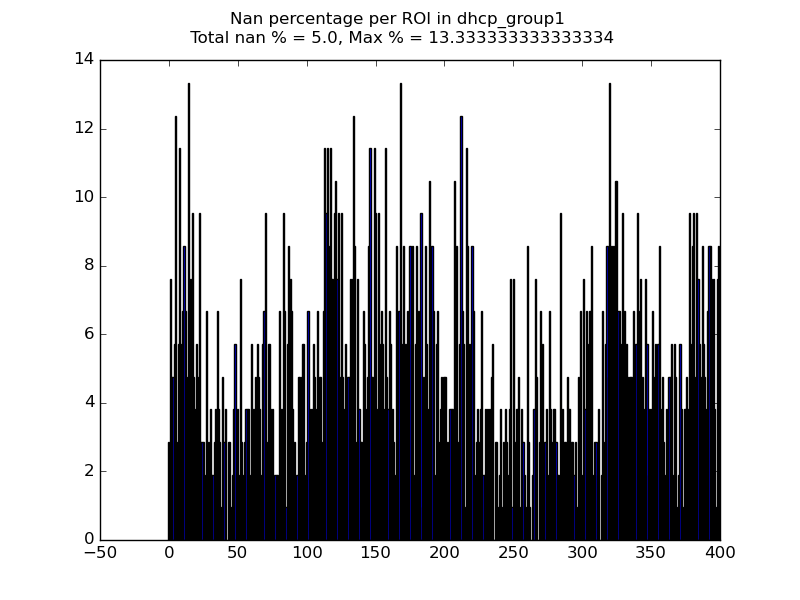 Nan percentage per ROI in dhcp_group1
Total nan % = 5.0, Max % = 13.333333333333334
14
12
10
8
6
4
2
0
−50 0 50 100 150 200 250 300 350 400